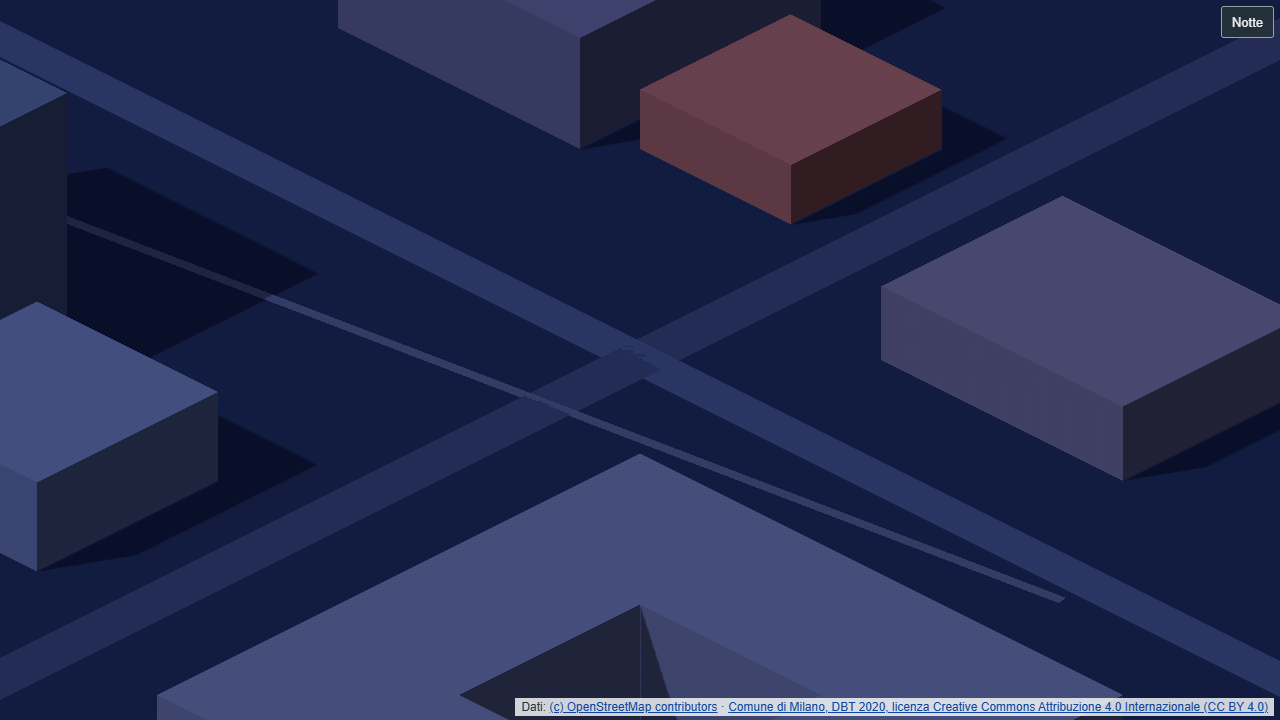 Notte
Dati: (c) OpenStreetMap contributors · Comune di Milano, DBT 2020, licenza Creative Commons Attribuzione 4.0 Internazionale (CC BY 4.0)